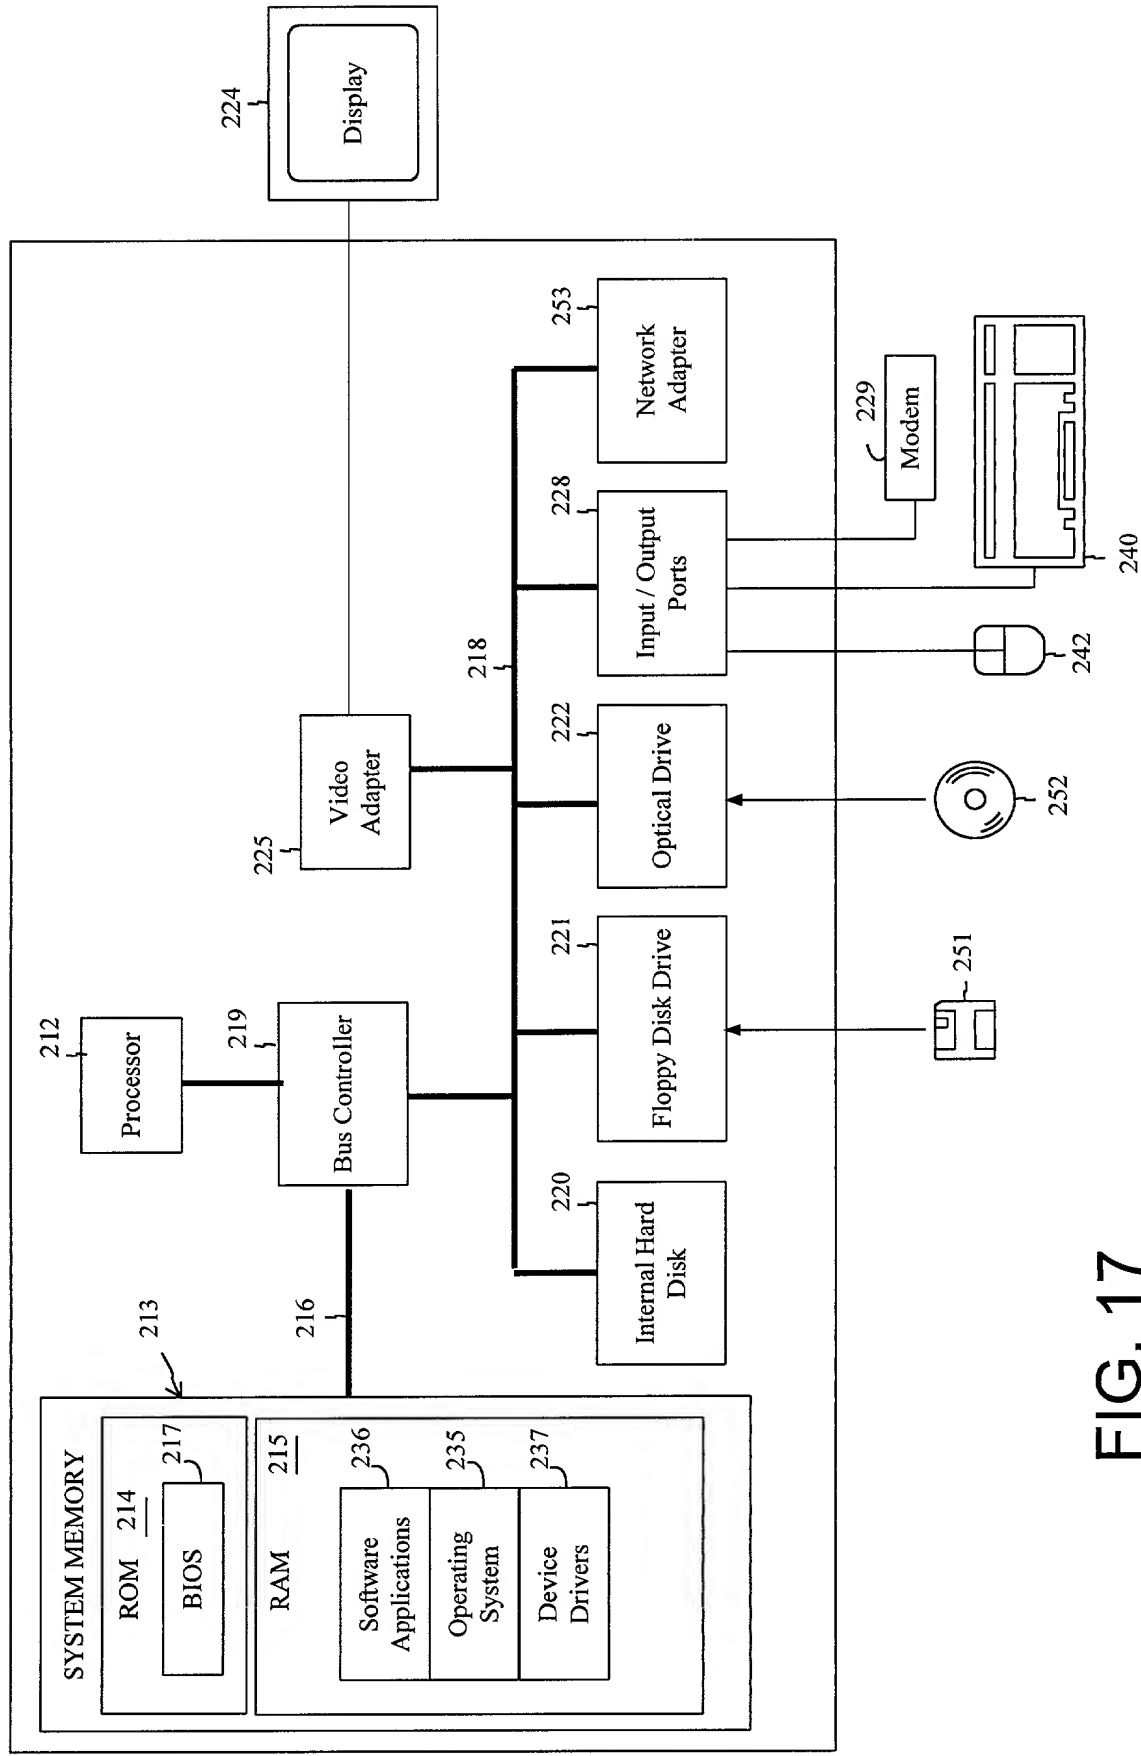 SYSTEM MEMORY
213
ROM 214
BIOS
217
RAM
215
Software
Applications
236
Operating
System
235
Device
Drivers
237
216
Processor
212
Bus Controller
219
Video
Adapter
225
Display
224
218
Internal Hard
Disk
220
Floppy Disk Drive
221
Optical Drive
222
Input / Output
Ports
228
Network
Adapter
253
251
252
242
240
Modem
229
FIG. 17